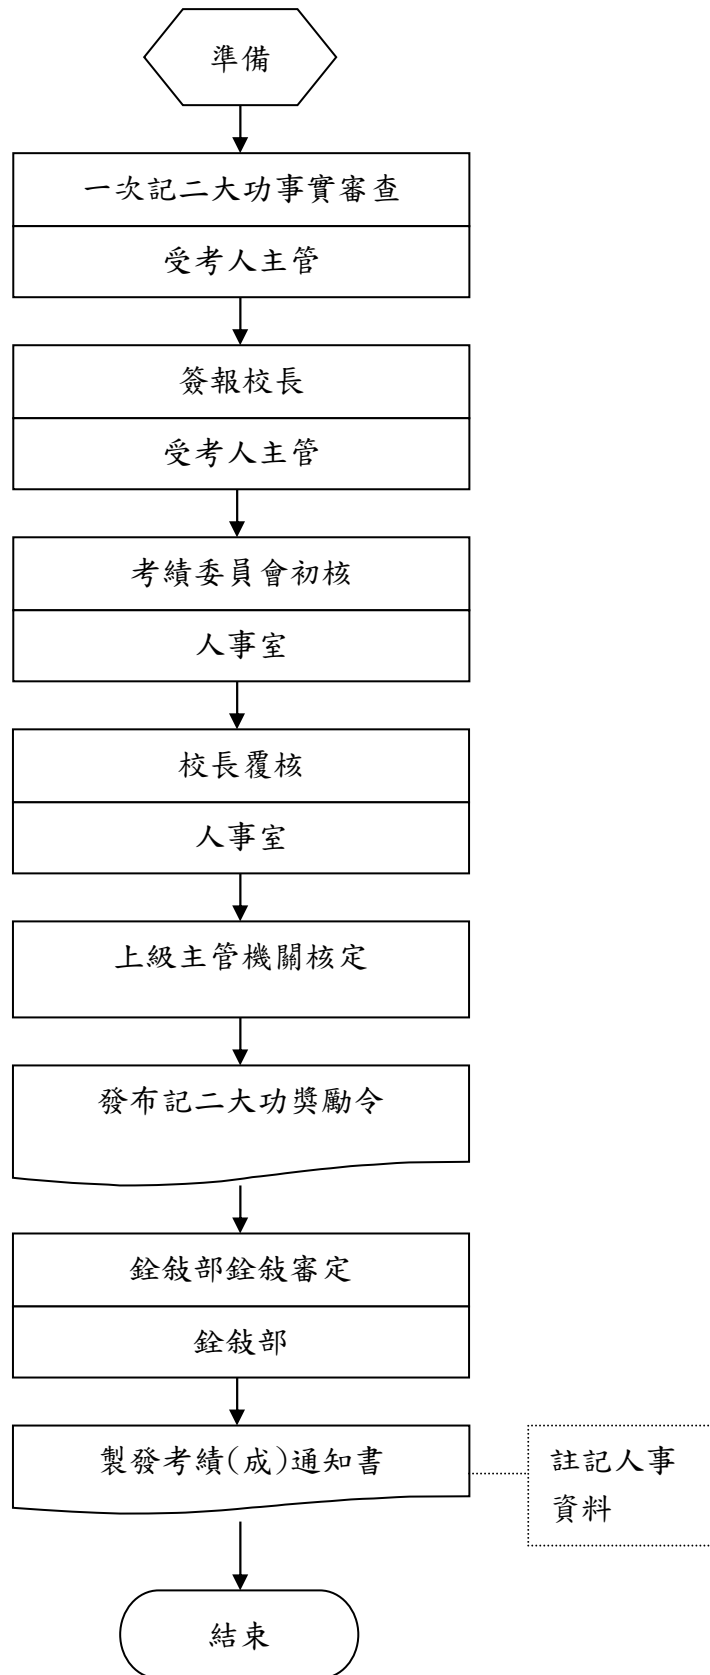 準備
一次記二大功事實審查
受考人主管
簽報校長
受考人主管
考績委員會初核
人事室
校長覆核
人事室
上級主管機關核定
發布記二大功獎勵令
銓敍部銓敍審定
銓敍部
製發考績(成)通知書
註記人事
資料
結束